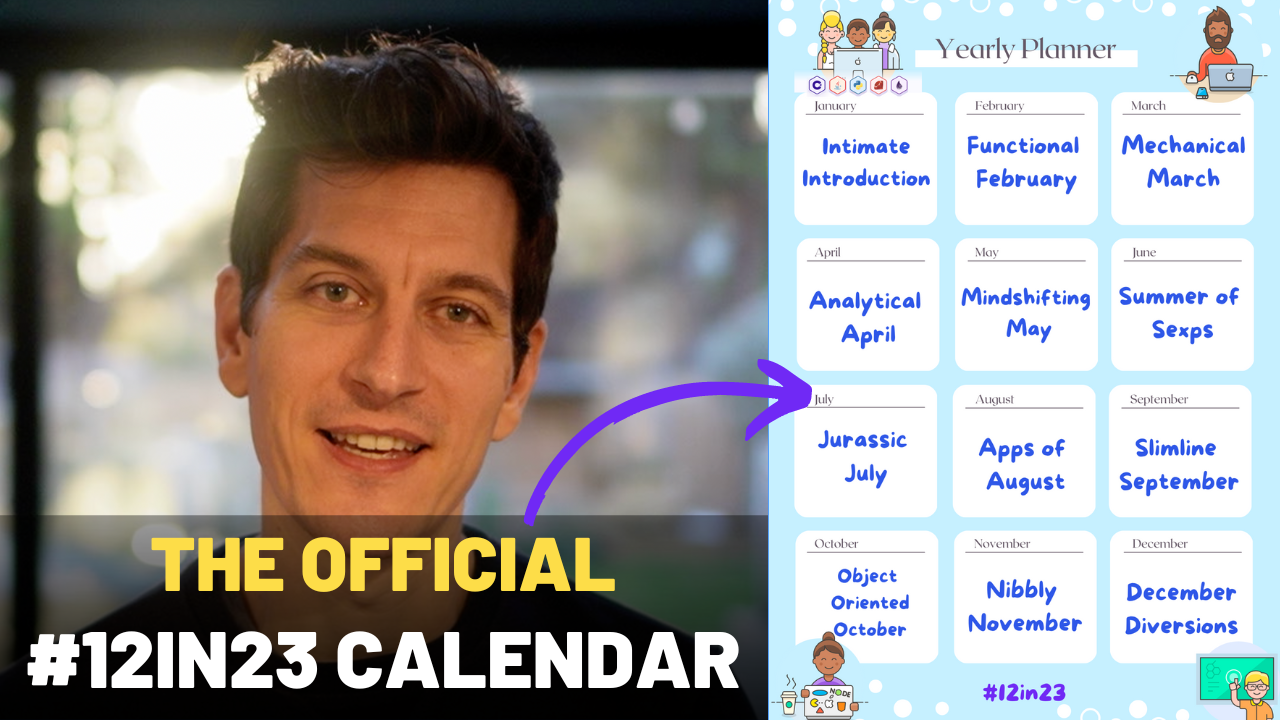 THE OFFICIAL
#12IN23 CALENDAR
Yearly Planner
January
Intimate
Introduction
February
Functional
February
March
Mechanical
March
April
Analytical
April
May
Mindshifting
May
June
Summer of
Sexps
July
Jurassic
July
August
Apps of
August
September
Slimline
September
October
Object
Oriented
October
November
Nibbly
November
December
December
Diversions
NODE
#12in23